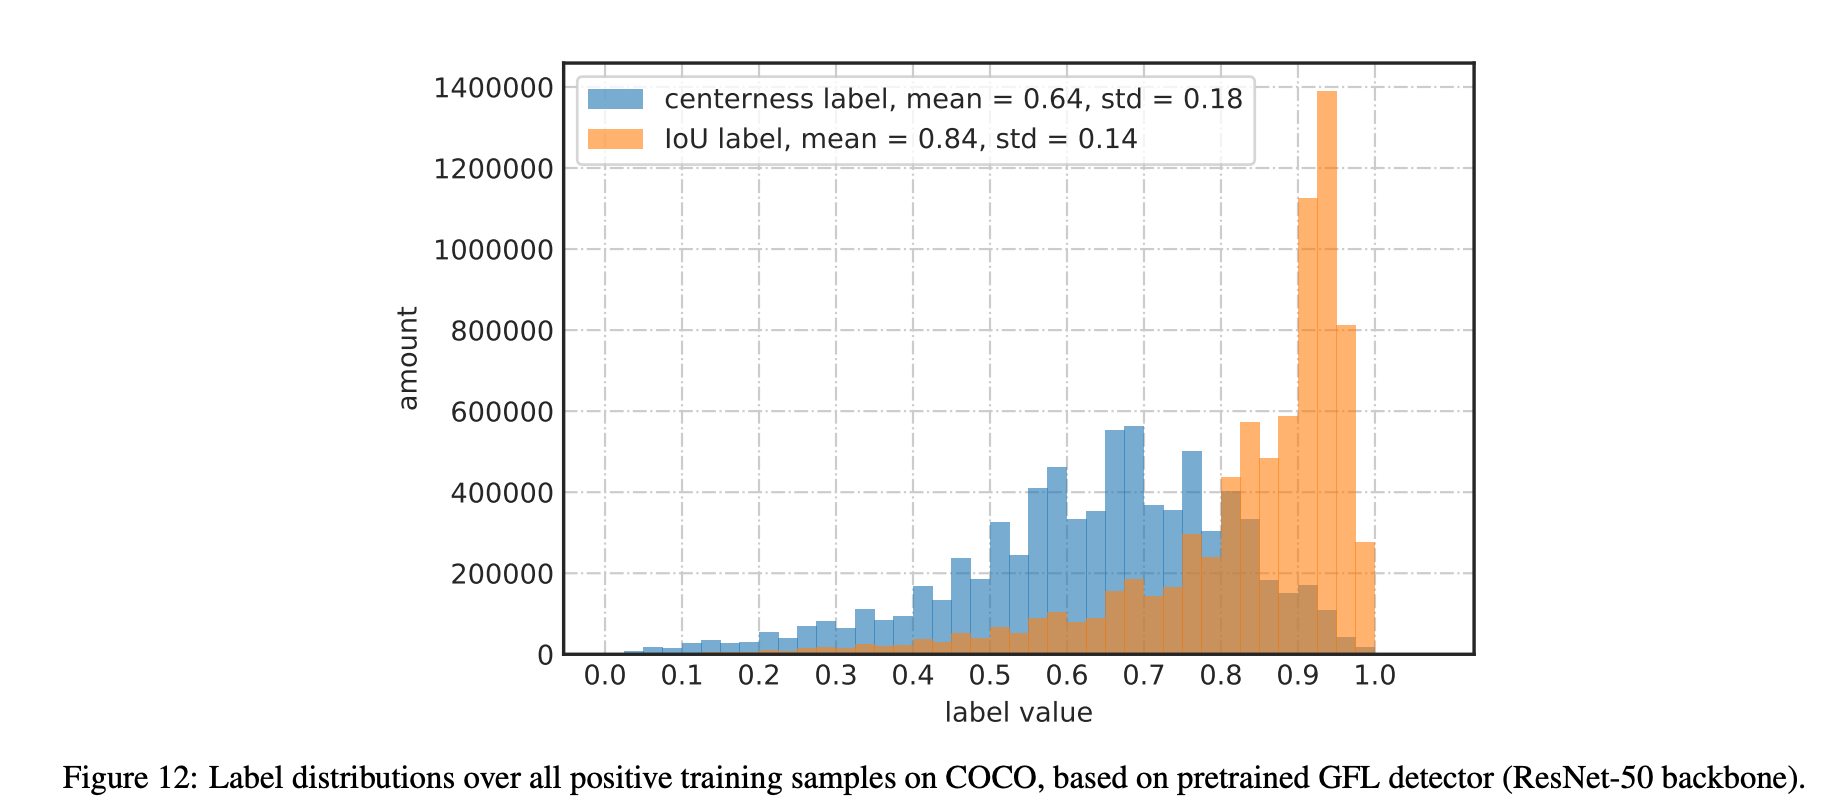 1400000
1200000
1000000
800000
600000
400000
200000
0
amount
centerness label, mean = 0.64, std = 0.18
IoU label, mean = 0.84, std = 0.14
0.0 0.1 0.2 0.3 0.4 0.5 0.6 0.7 0.8 0.9 1.0
label value
Figure 12: Label distributions over all positive training samples on COCO, based on pretrained GFL detector (ResNet-50 backbone).